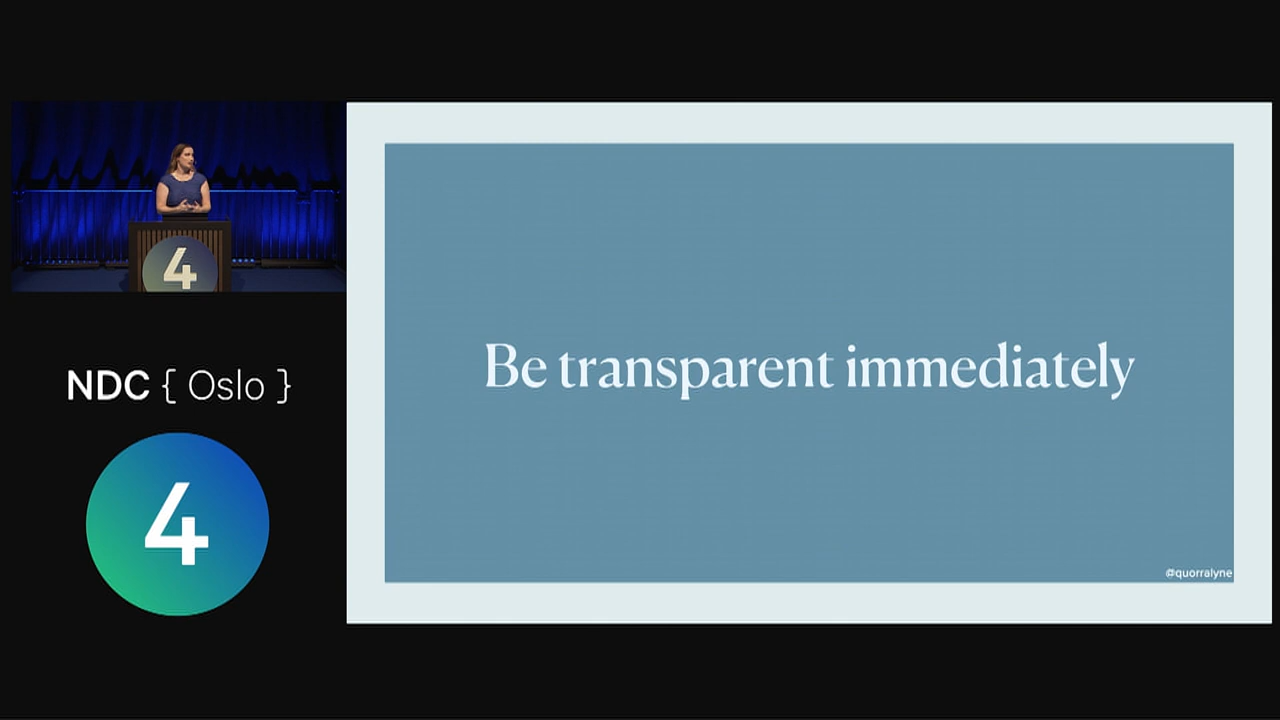 4
NDC { Oslo }
4
Be transparent immediately
@quorralyne